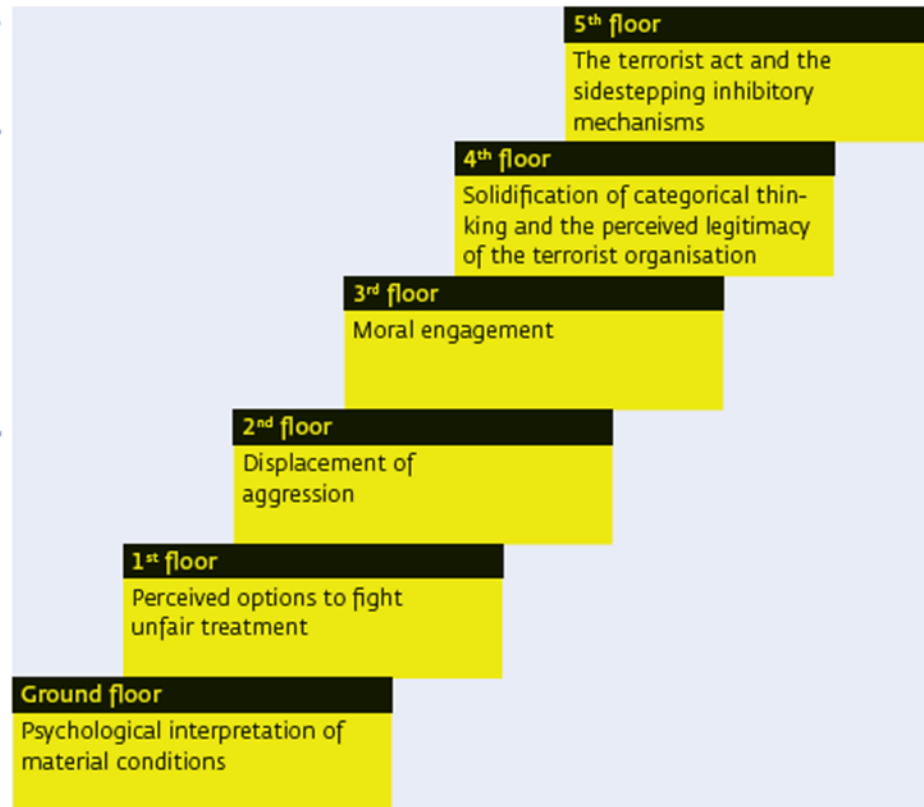 5th floor
The terrorist act and the
sidestepping inhibitory
mechanisms
4th floor
Solidification of categorical thin-
king and the perceived legitimacy
of the terrorist organisation
3rd floor
Moral engagement
2nd floor
Displacement of
aggression
1st floor
Perceived options to fight
unfair treatment
Ground floor
Psychological interpretation of
material conditions